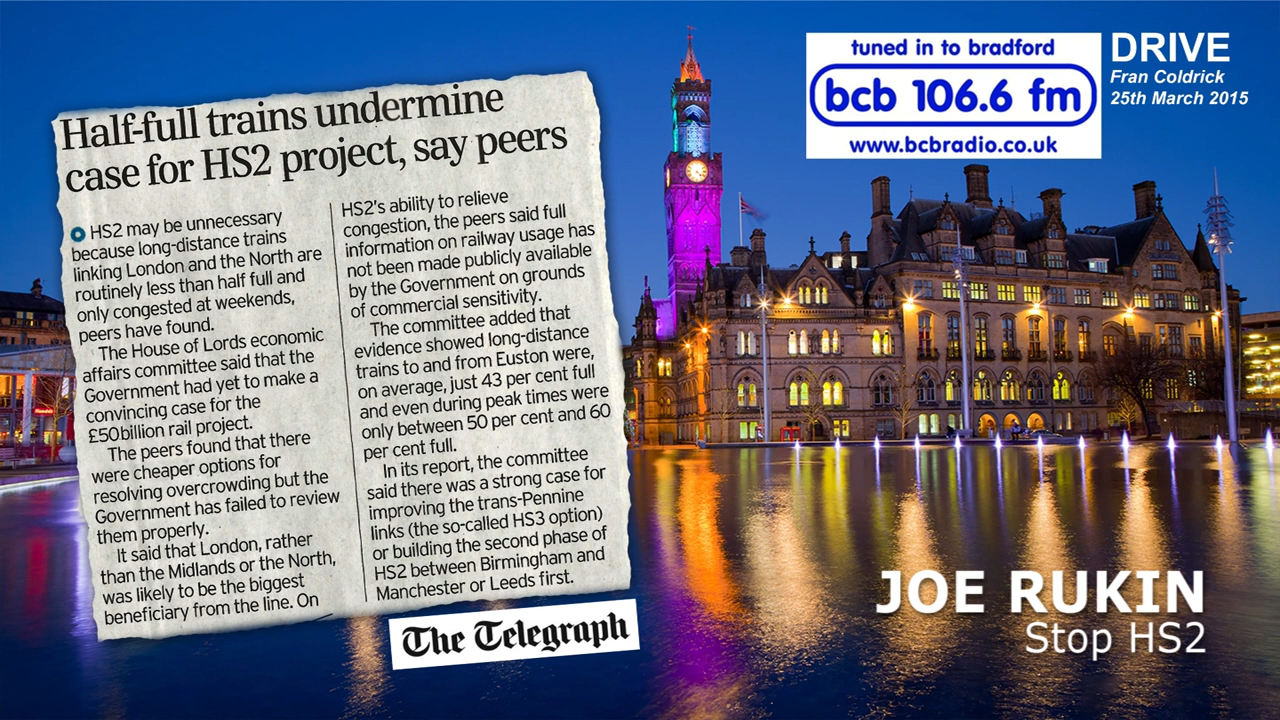 Half-full trains undermine
case for HS2 project, say peers
HS2 may be unnecessary
because long-distance trains
linking London and the North are
routinely less than half full and
only congested at weekends,
peers have found.
The House of Lords economic
affairs committee said that the
Government had yet to make a
convincing case for the
£50billion rail project.
The peers found that there
were cheaper options for
resolving overcrowding but the
Government has failed to review
them properly.
It said that London, rather
than the Midlands or the North,
was likely to be the biggest
beneficiary from the line. On
HS2's ability to relieve
congestion, the peers said full
information on railway usage has
not been made publicly available
by the Government on grounds
of commercial sensitivity.
The committee added that
evidence showed long-distance
trains to and from Euston were,
on average, just 43 per cent full
and even during peak times were
only between 50 per cent and 60
per cent full.
In its report, the committee
said there was a strong case for
improving the trans-Pennine
links (the so-called HS3 option)
or building the second phase of
HS2 between Birmingham and
Manchester or Leeds first.
The Telegraph
tuned in to bradford
bcb 106.6 fm
www.bcbradio.co.uk
DRIVE
Fran Coldrick
25th March 2015
JOE RUKIN
Stop HS2